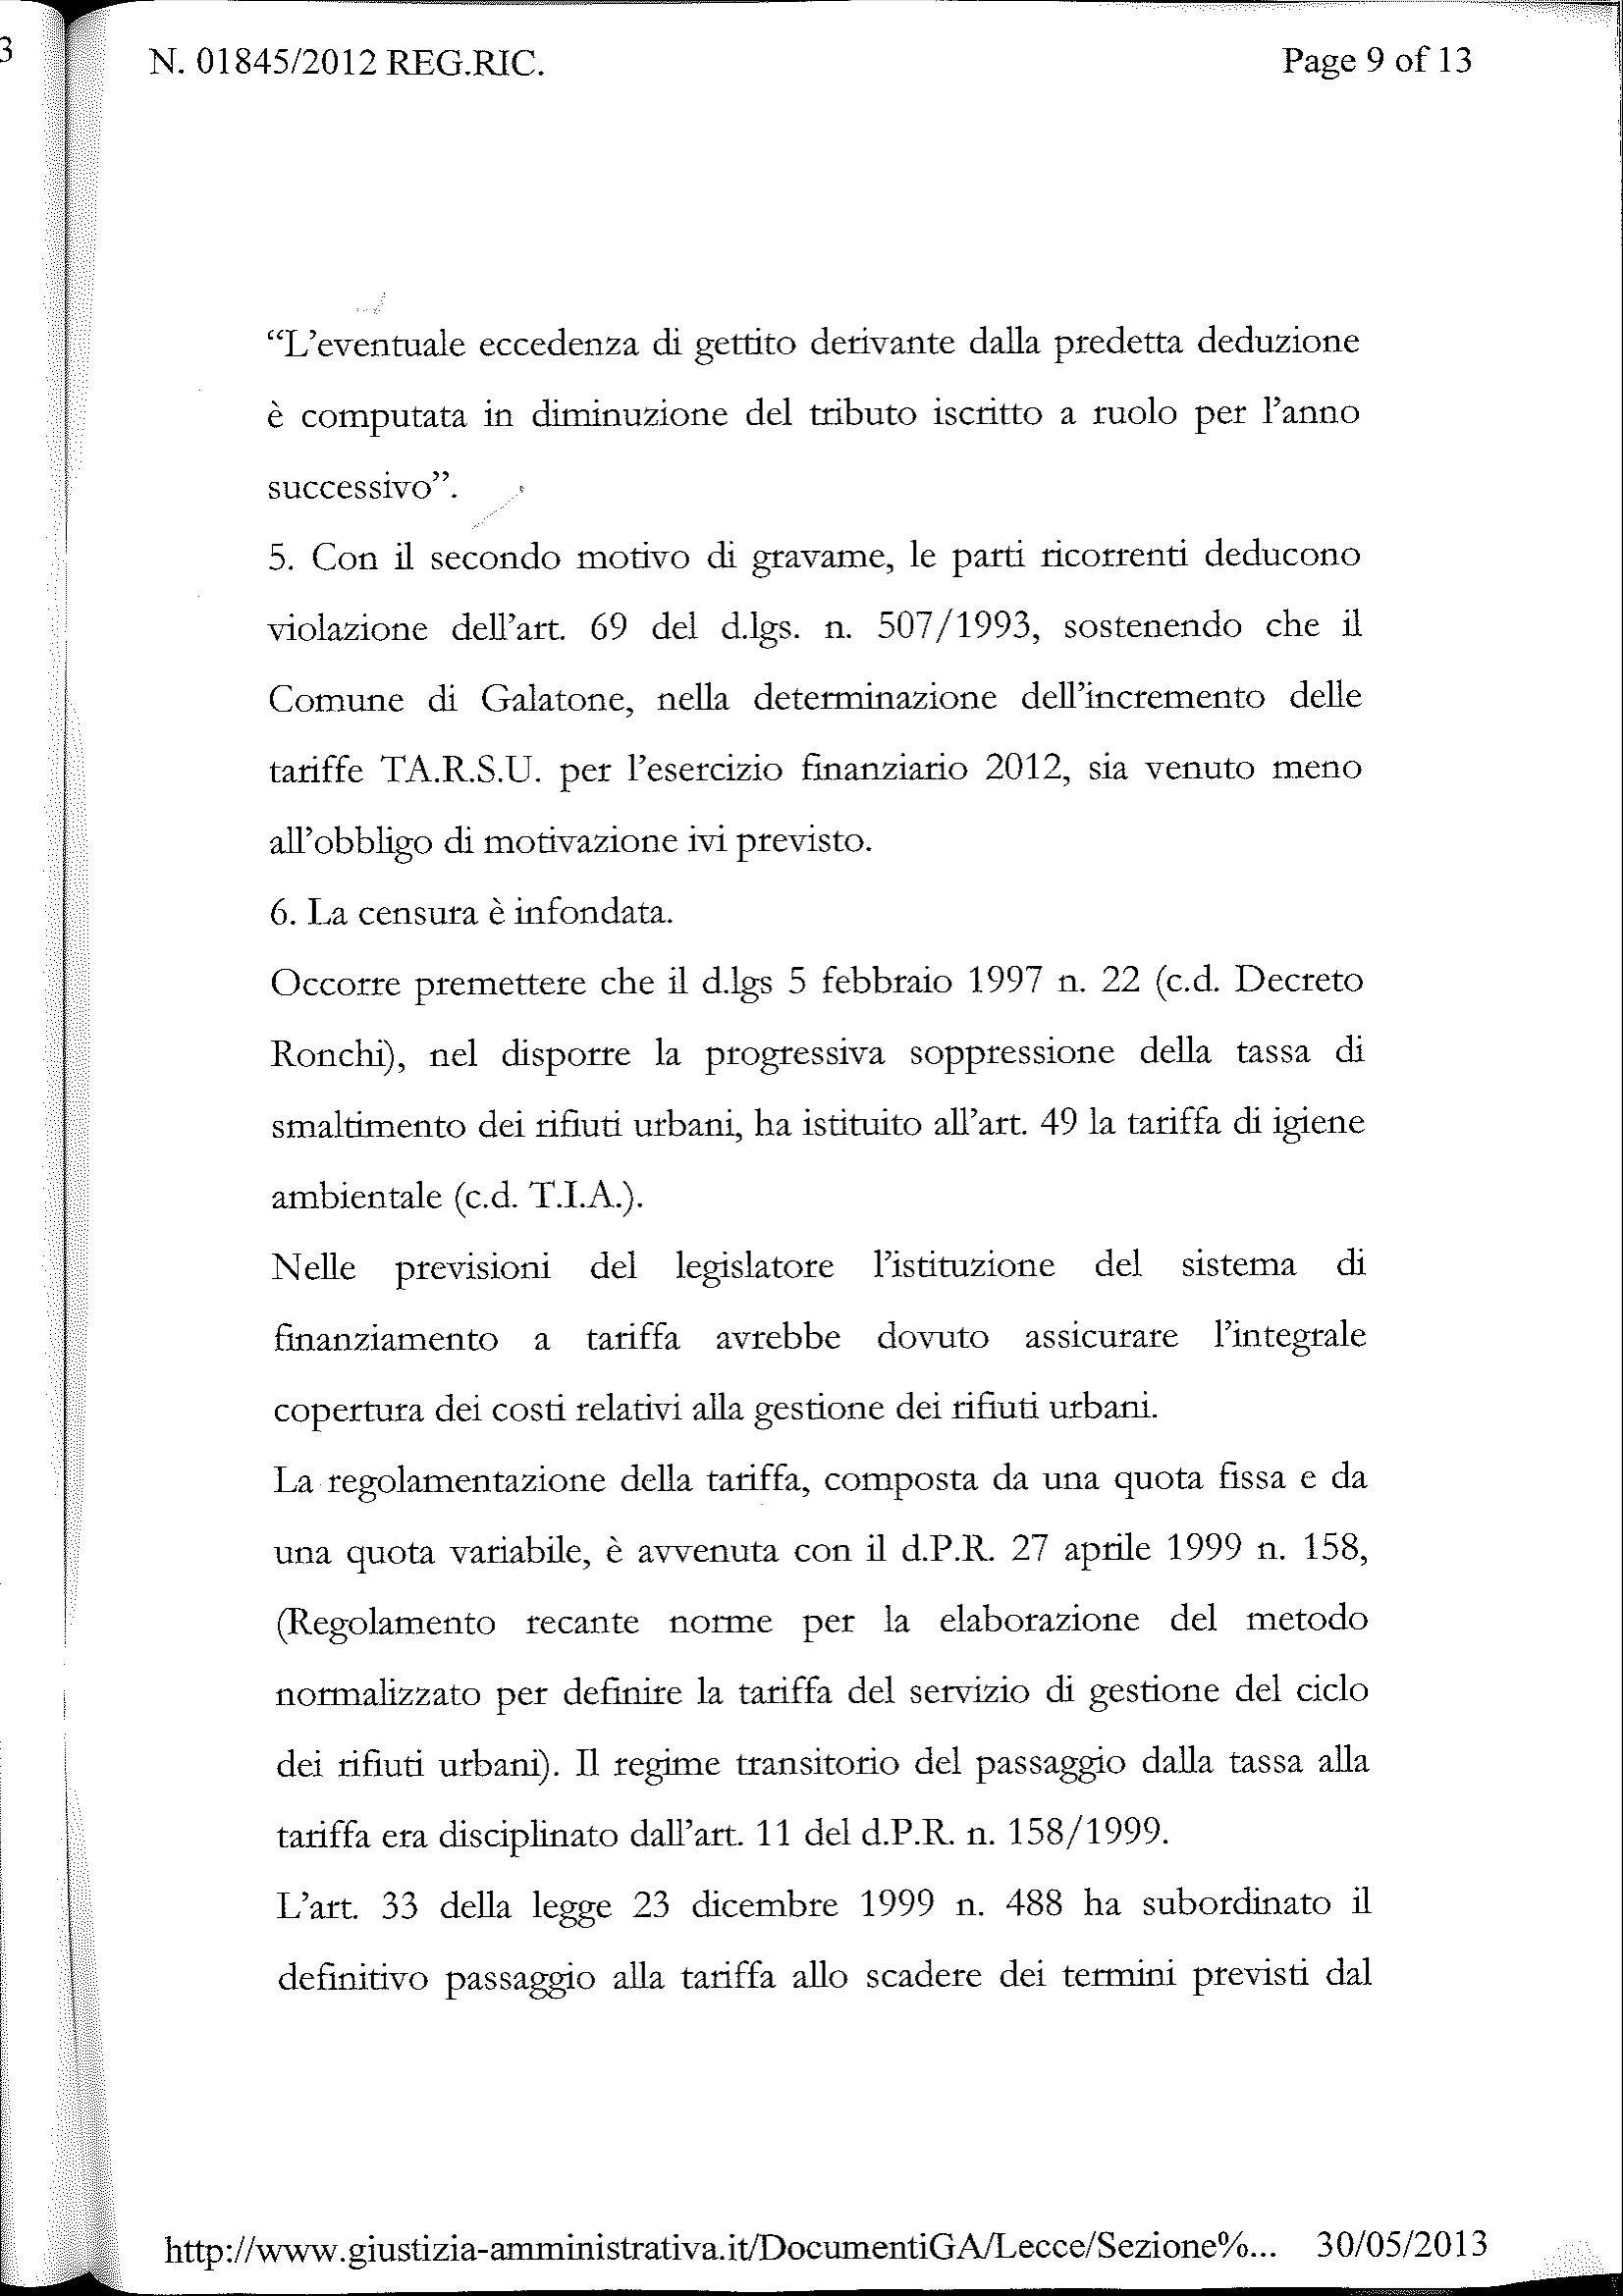 3
N. 01845/2012 REG.RIC.
Page 9 of 13
“L’eventuale eccedenza di gettito derivante dalla predetta deduzione
è computata in diminuzione del tributo iscritto a ruolo per l’anno
successivo”.
5. Con il secondo motivo di gravame, le parti ricorrenti deducono
violazione dell’art. 69 del d.lgs. n. 507/1993, sostenendo che il
Comune di Galatone, nella determinazione dell’incremento delle
tariffe TA.R.S.U. per l’esercizio finanziario 2012, sia venuto meno
all’obbligo di motivazione ivi previsto.
6. La censura è infondata.
Occorre premettere che il d.lgs 5 febbraio 1997 n. 22 (c.d. Decreto
Ronchi), nel disporre la progressiva soppressione della tassa di
smaltimento dei rifiuti urbani, ha istituito all’art. 49 la tariffa di igiene
ambientale (c.d. T.I.A.).
Nelle previsioni del legislatore l’istituzione del sistema di
finanziamento a tariffa avrebbe dovuto assicurare l’integrale
copertura dei costi relativi alla gestione dei rifiuti urbani.
La regolamentazione della tariffa, composta da una quota fissa e da
una quota variabile, è avvenuta con il d.P.R. 27 aprile 1999 n. 158,
(Regolamento recante norme per la elaborazione del metodo
normalizzato per definire la tariffa del servizio di gestione del ciclo
dei rifiuti urbani). Il regime transitorio del passaggio dalla tassa alla
tariffa era disciplinato dall’art. 11 del d.P.R. n. 158/1999.
L’art. 33 della legge 23 dicembre 1999 n. 488 ha subordinato il
definitivo passaggio alla tariffa allo scadere dei termini previsti dal
http://www.giustizia-amministrativa.it/DocumentiGA/Lecce/Sezione%... 30/05/2013